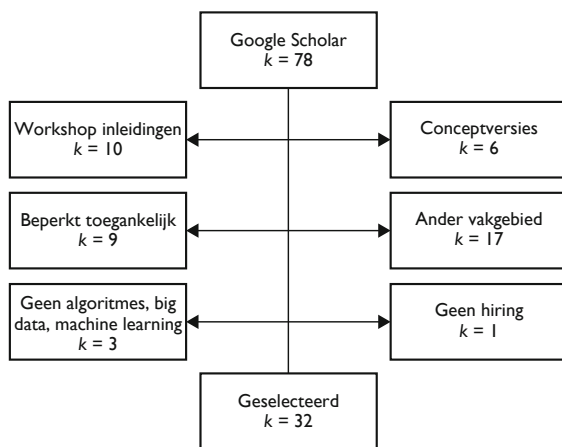 Google Scholar
k = 78
Workshop inleidingen
k = 10
Conceptversies
k = 6
Beperkt toegankelijk
k = 9
Ander vakgebied
k = 17
Geen algoritmes, big
data, machine learning
k = 3
Geen hiring
k = 1
Geselecteerd
k = 32